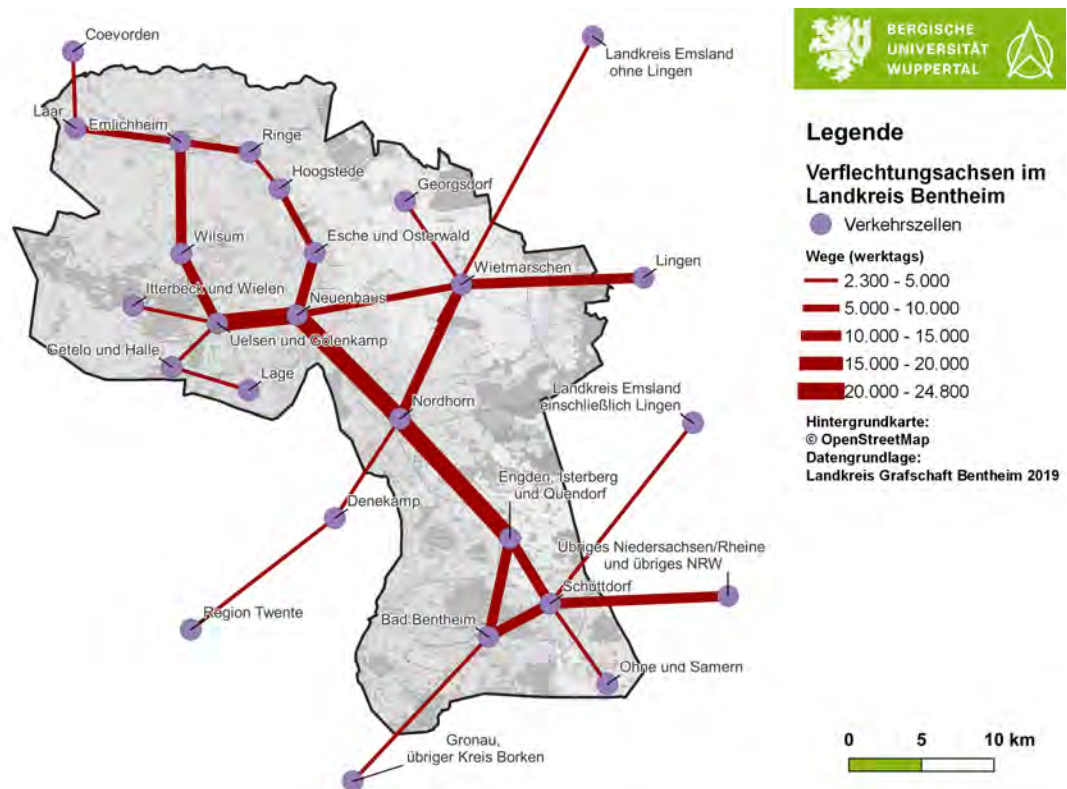 Coevorden
Landkreis Emsland
ohne Lingen
Laar
Emlichheim
Ringe
Hoogstede
Georgsdorf
Wilsum
Esche und Osterwald
Wietmarschen
Lingen
Itterbeck und Wielen
Neuenhaus
Uelsen und Gölenkamp
Getelo und Halle
Lage
Nordhorn
Landkreis Emsland
einschließlich Lingen
Engden, Isterberg
und Quendorf
Denekamp
Übriges Niedersachsen/Rheine
und übriges NRW
Schüttdorf
Region Twente
Bad Bentheim
Ohne und Samern
Gronau,
übriger Kreis Borken
BERGISCHE
UNIVERSITÄT
WUPPERTAL
Legende
Verflechtungsachsen im
Landkreis Bentheim
Verkehrszellen
Wege (werktags)
2.300 - 5.000
5.000 - 10.000
10.000 - 15.000
15.000 - 20.000
20.000 - 24.800
Hintergrundkarte:
© OpenStreetMap
Datengrundlage:
Landkreis Grafschaft Bentheim 2019
0 5 10 km